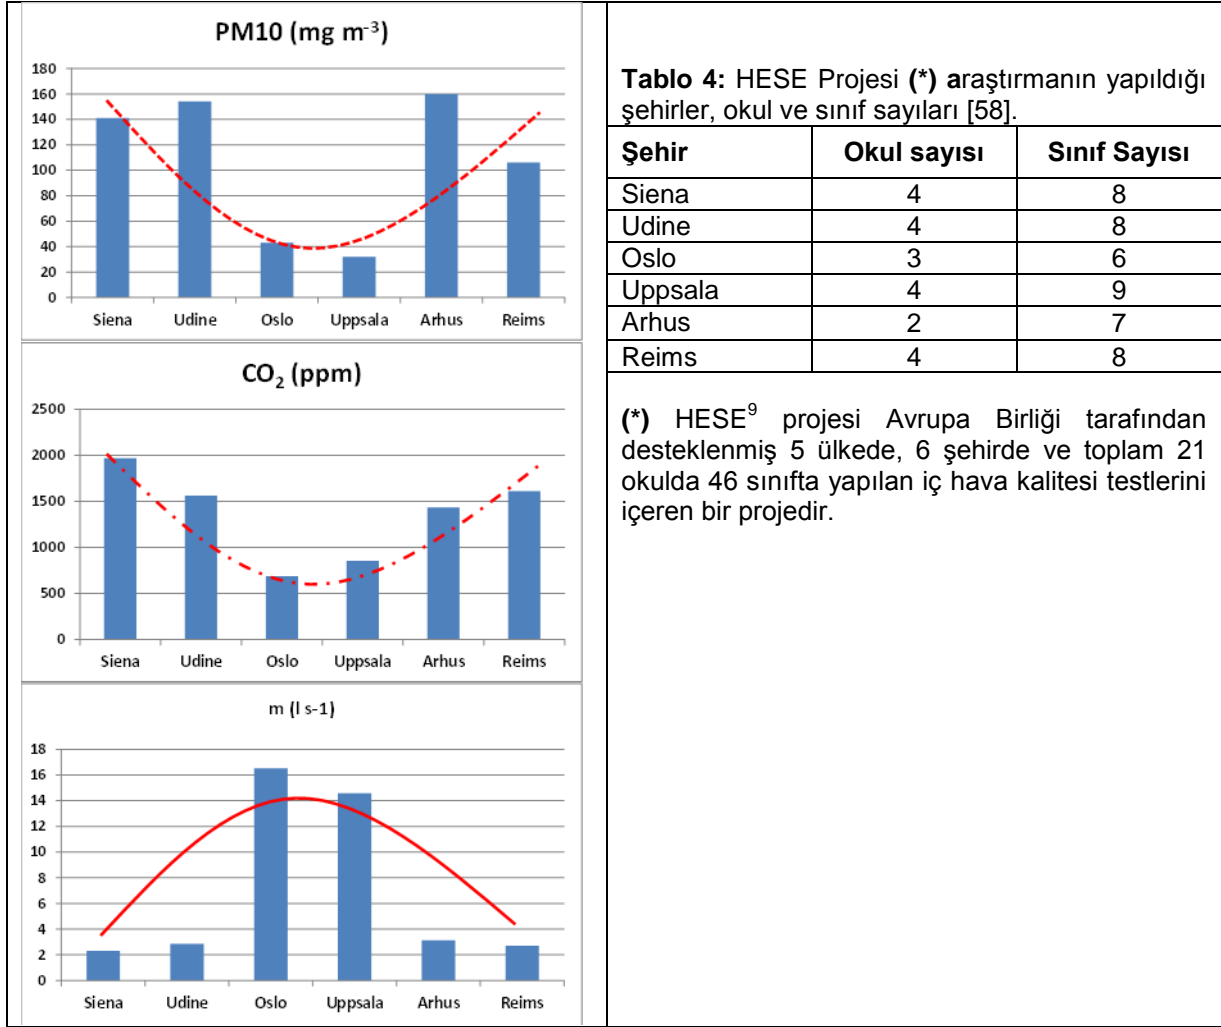 PM10 (mg m-3)
180
160
140
120
100
80
60
40
20
0
Siena Udine Oslo Uppsala Arhus Reims
CO2 (ppm)
2500
2000
1500
1000
500
0
Siena Udine Oslo Uppsala Arhus Reims
m (l s-1)
18
16
14
12
10
8
6
4
2
0
Siena Udine Oslo Uppsala Arhus Reims
Tablo 4: HESE Projesi (*) araştırmanın yapıldığı
şehirler, okul ve sınıf sayıları [58].
Şehir Okul sayısı Sınıf Sayısı
Siena 4 8
Udine 4 8
Oslo 3 6
Uppsala 4 9
Arhus 2 7
Reims 4 8
(*) HESE9 projesi Avrupa Birliği tarafından
desteklenmiş 5 ülkede, 6 şehirde ve toplam 21
okulda 46 sınıfta yapılan iç hava kalitesi testlerini
içeren bir projedir.